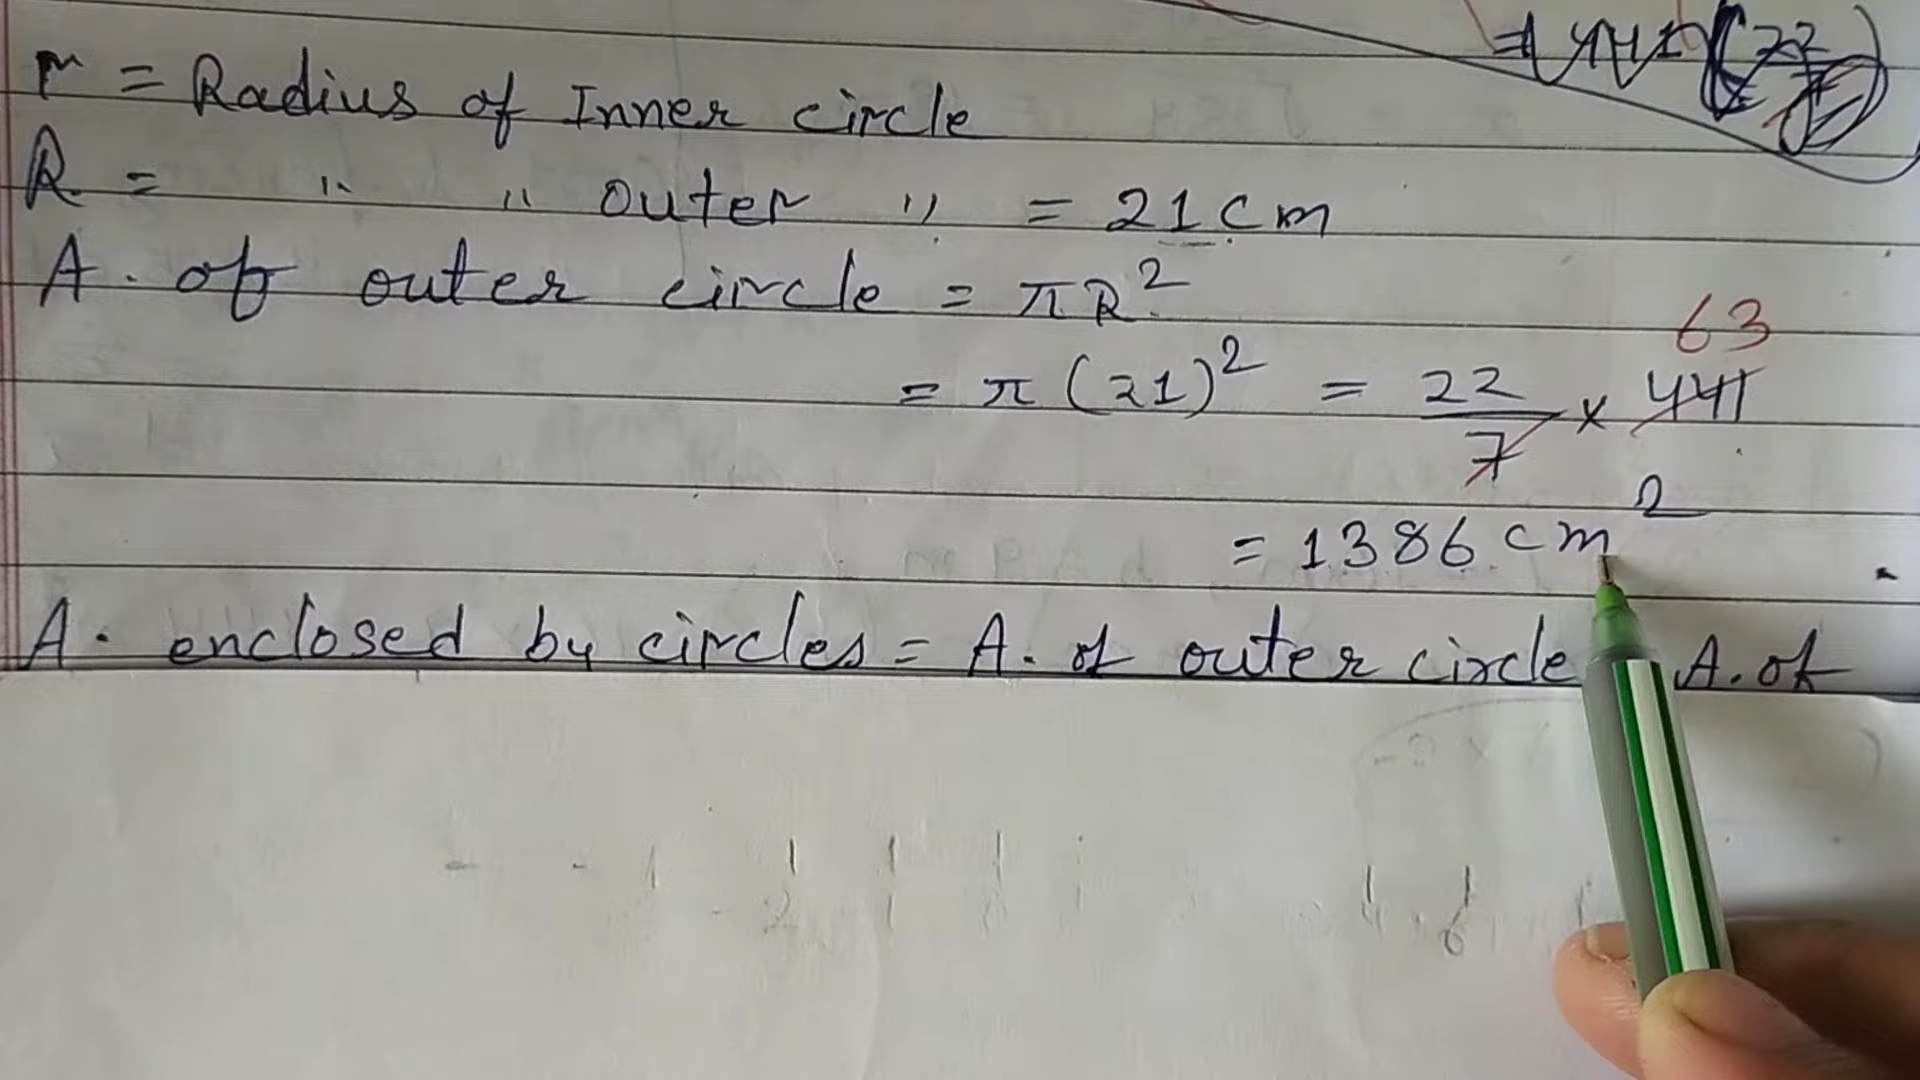 r = Radius of Inner circle
R = " " outer " = 21 cm
A. of outer circle = πR²
= π (21)² = 22/7 × 441
63
= 1386 cm²
A. enclosed by circles = A. of outer circle A. of